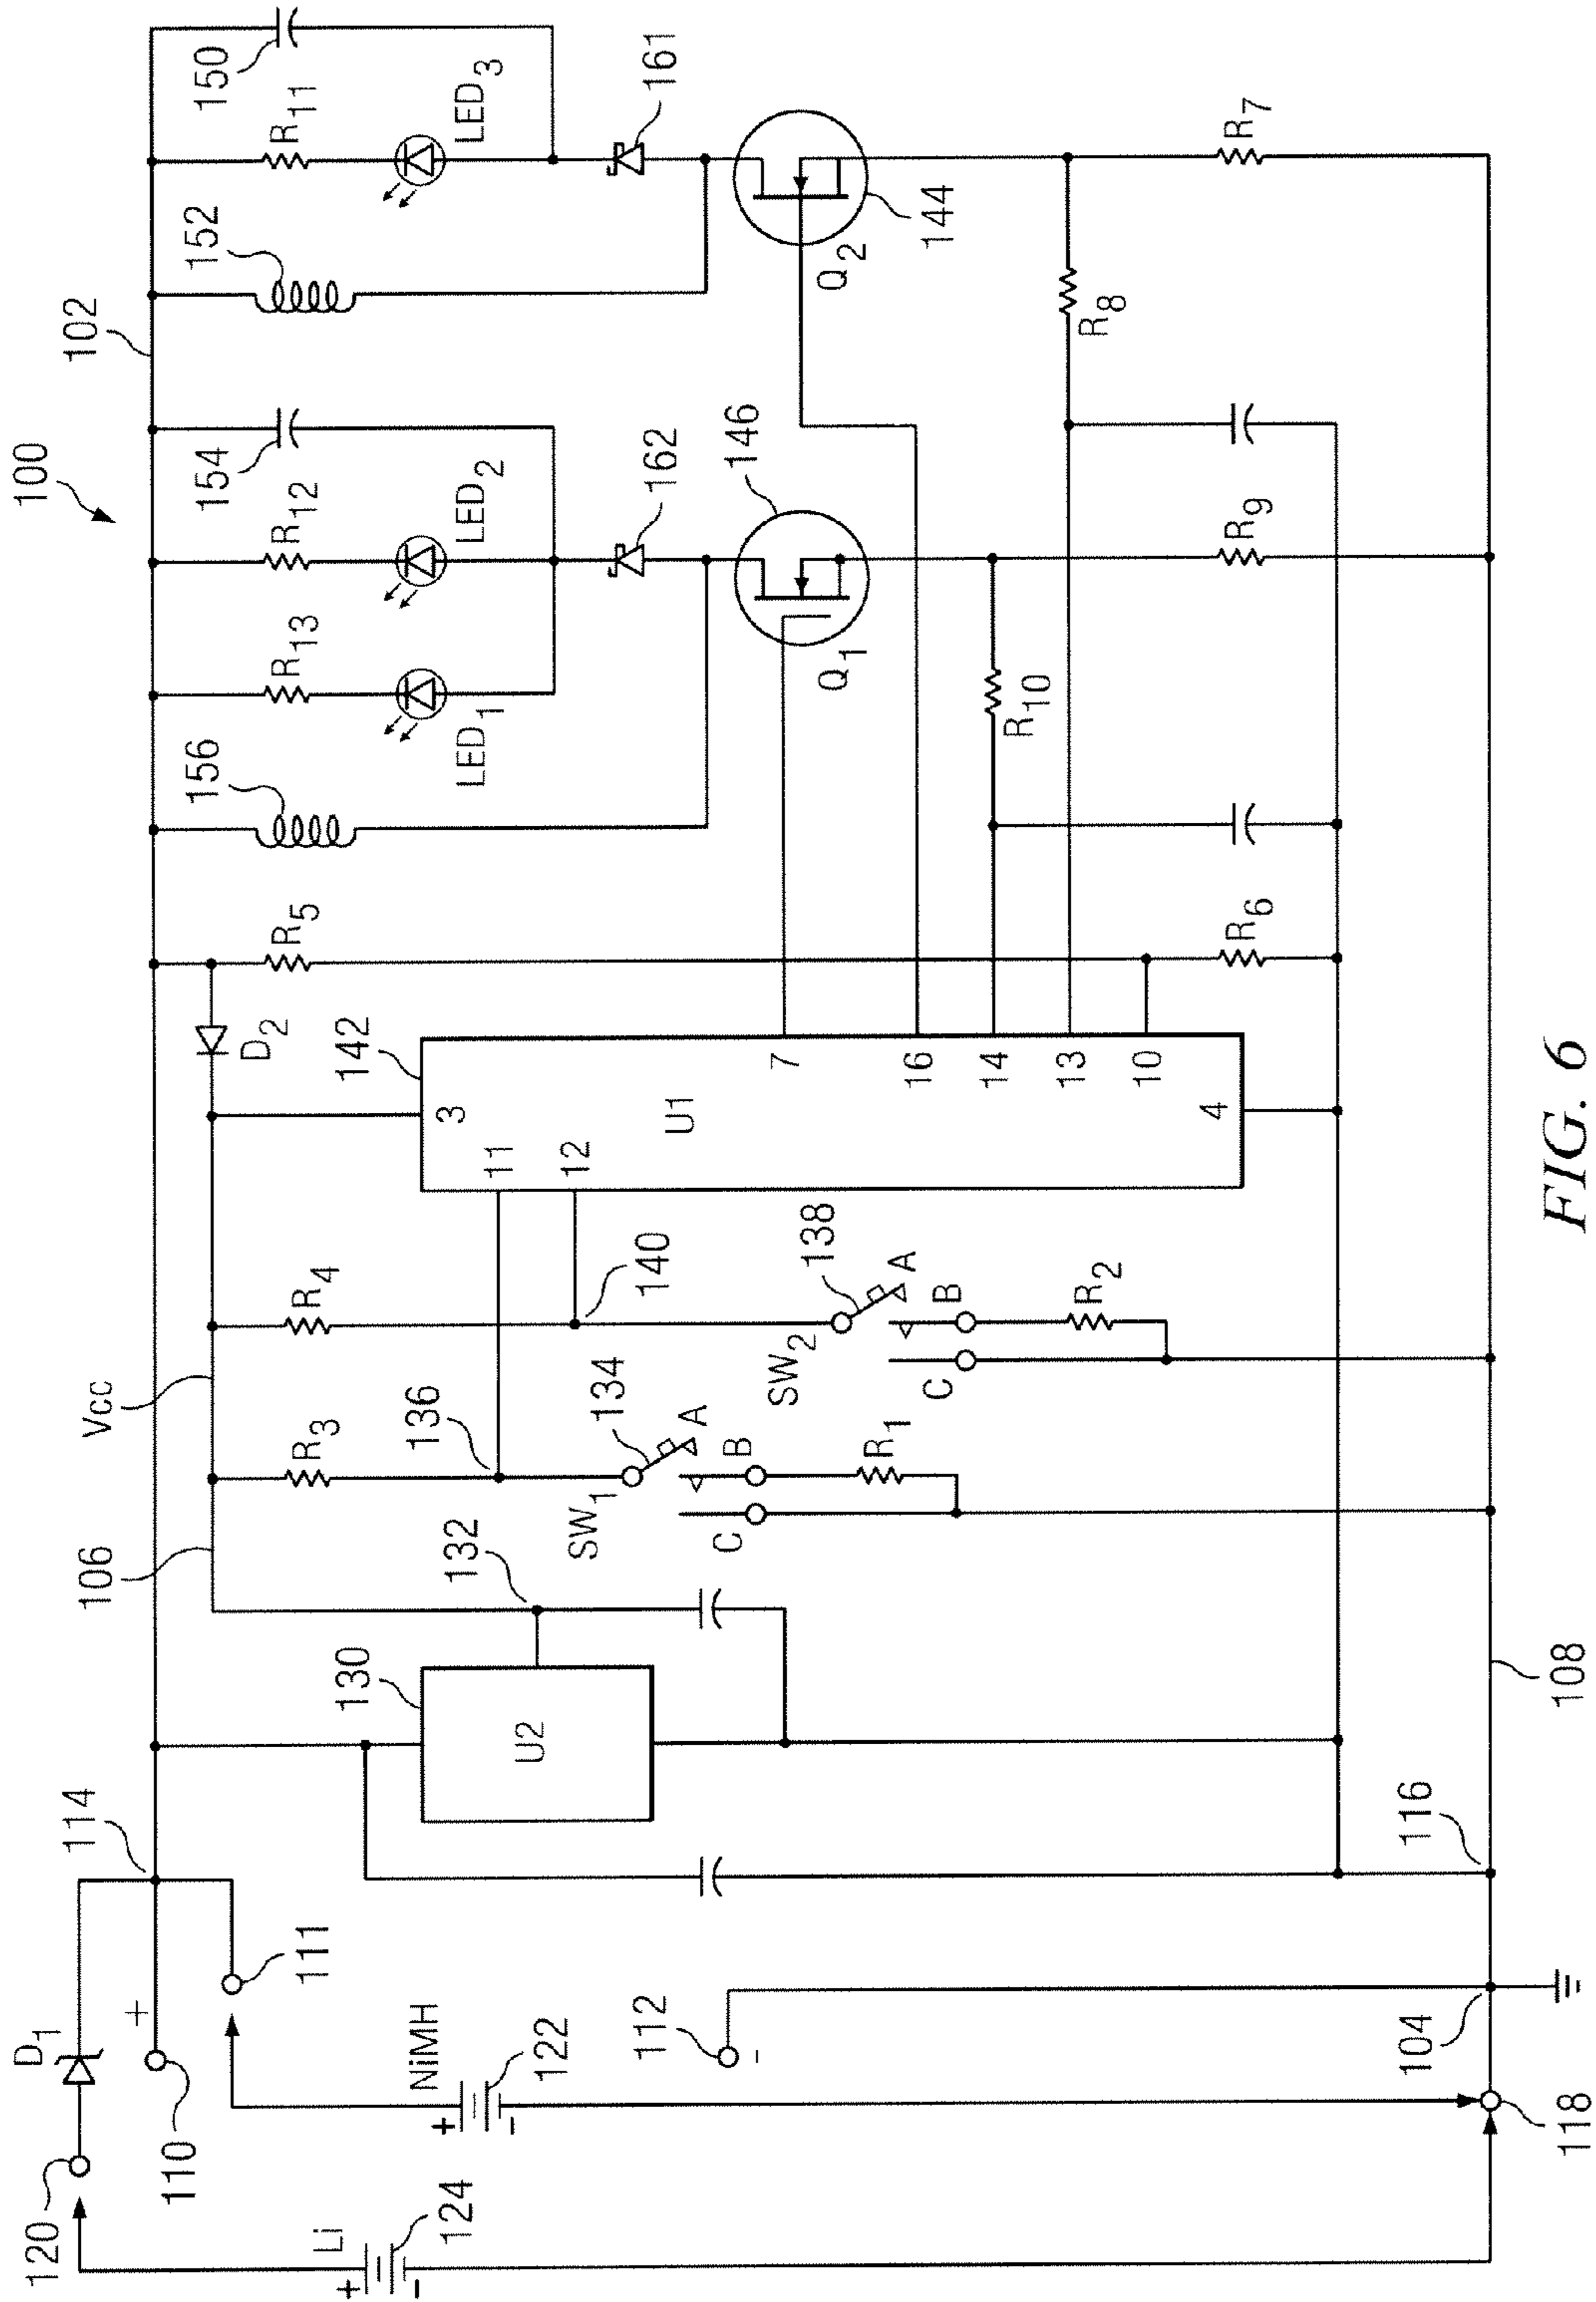 100
102
150
R11
LED3
161
152
Q2
144
R7
R8
154
R12
LED2
162
146
R13
LED1
156
Q1
R10
R9
R5
D2
R6
142
3
11
12
U1
7
16
14
13
10
4
Vcc
106
R4
140
138
SW2
A
B
C
R2
R3
136
134
SW1
A
B
C
R1
132
130
U2
114
116
108
D1
+
110
111
120
Li
+
-
124
NiMH
+
-
122
112
-
104
118
FIG. 6